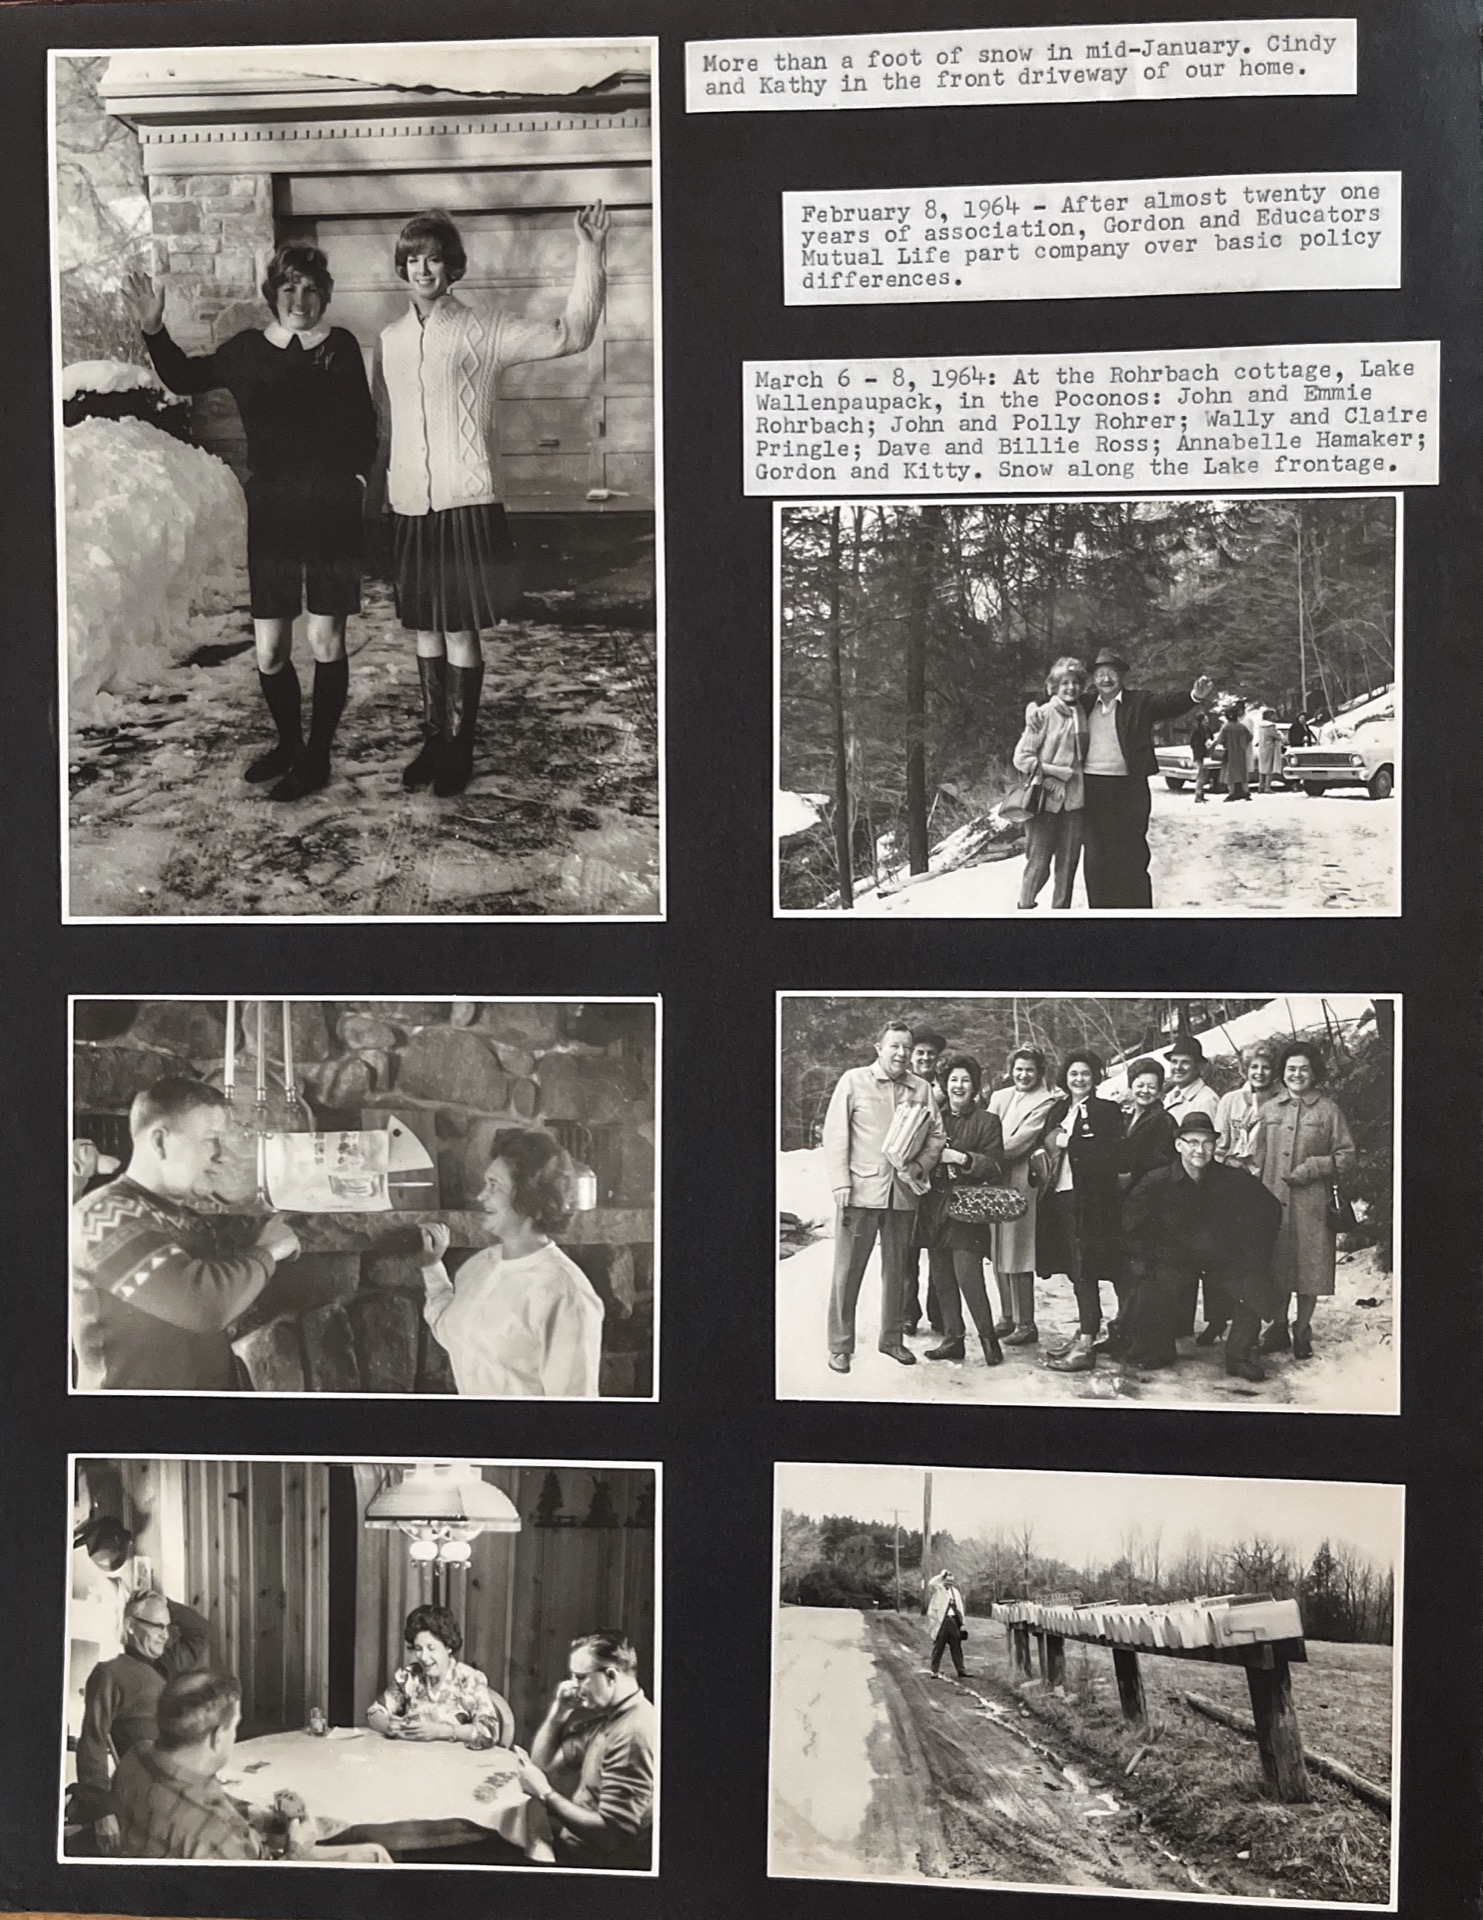 More than a foot of snow in mid-January. Cindy
and Kathy in the front driveway of our home.
February 8, 1964 - After almost twenty one
years of association, Gordon and Educators
Mutual Life part company over basic policy
differences.
March 6 - 8, 1964: At the Rohrbach cottage, Lake
Wallenpaupack, in the Poconos: John and Emmie
Rohrbach; John and Polly Rohrer; Wally and Claire
Pringle; Dave and Billie Ross; Annabelle Hamaker;
Gordon and Kitty. Snow along the Lake frontage.